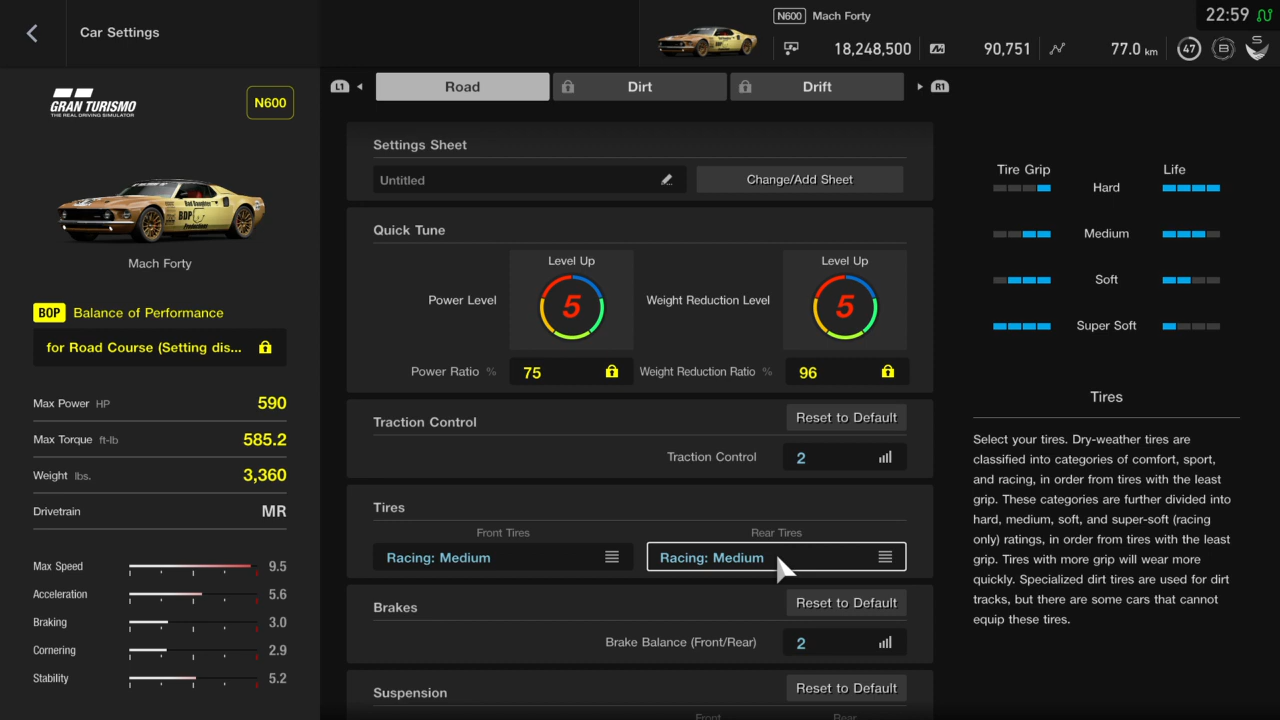 Car Settings
N600 Mach Forty
18,248,500 90,751 77.0 km 47 B S
22:59
L1 Road Dirt Drift R1
GRAN TURISMO
THE REAL DRIVING SIMULATOR
N600
Mach Forty
BOP Balance of Performance
for Road Course (Setting dis...
Max Power HP 590
Max Torque ft-lb 585.2
Weight lbs. 3,360
Drivetrain MR
Max Speed 9.5
Acceleration 5.6
Braking 3.0
Cornering 2.9
Stability 5.2
Settings Sheet
Untitled Change/Add Sheet
Quick Tune
Level Up Level Up
Power Level 5 Weight Reduction Level 5
Power Ratio % 75 Weight Reduction Ratio % 96
Traction Control Reset to Default
Traction Control 2
Tires
Front Tires Rear Tires
Racing: Medium Racing: Medium
Brakes Reset to Default
Brake Balance (Front/Rear) 2
Suspension Reset to Default
Front Rear
Tire Grip Life
Hard
Medium
Soft
Super Soft
Tires
Select your tires. Dry-weather tires are
classified into categories of comfort, sport,
and racing, in order from tires with the least
grip. These categories are further divided into
hard, medium, soft, and super-soft (racing
only) ratings, in order from tires with the least
grip. Tires with more grip will wear more
quickly. Specialized dirt tires are used for dirt
tracks, but there are some cars that cannot
equip these tires.